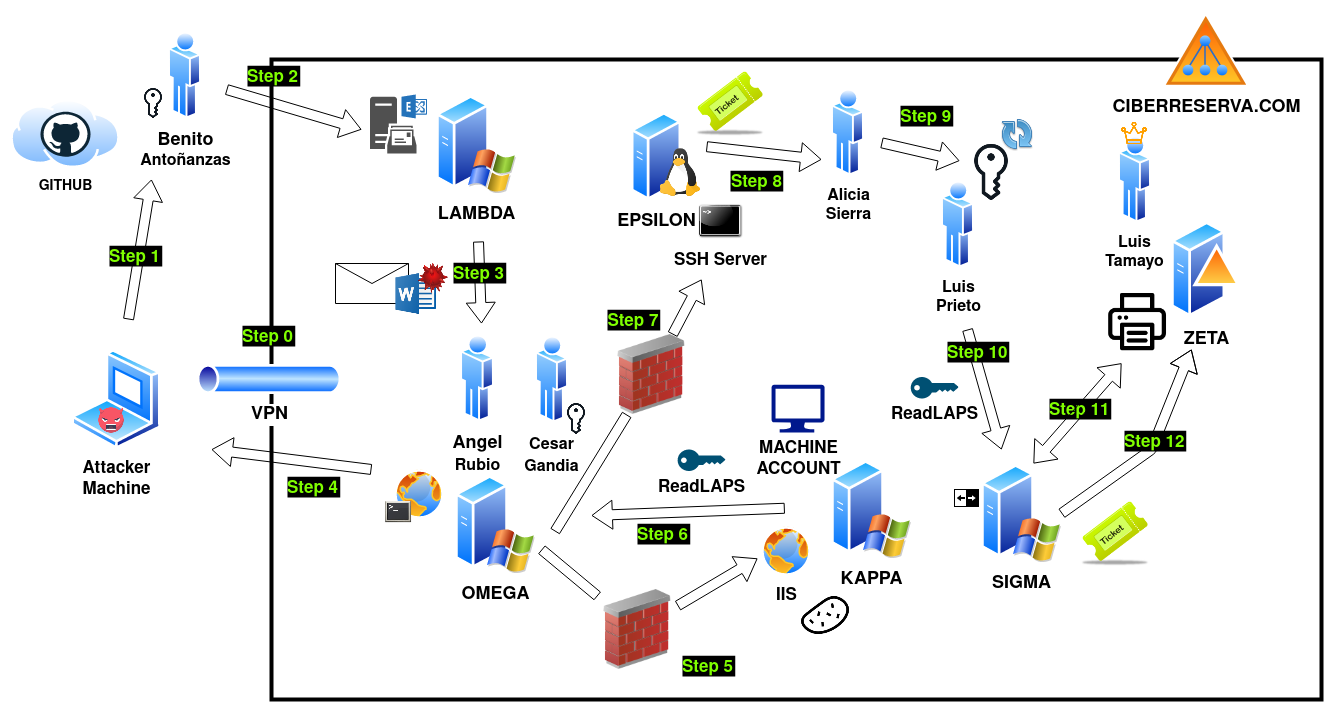 CIBERRESERVA.COM
Step 2
Benito
Antoñanzas
GITHUB
Step 1
E
LAMBDA
Ticket
Step 8
EPSILON
SSH Server
Alicia
Sierra
Step 9
Luis
Prieto
Luis
Tamayo
ZETA
Step 3
W
Step 0
VPN
Attacker
Machine
Step 4
Angel
Rubio
Cesar
Gandia
OMEGA
Step 7
MACHINE
ACCOUNT
ReadLAPS
Step 6
Step 5
IIS
KAPPA
Step 10
ReadLAPS
Step 11
Step 12
SIGMA
Ticket